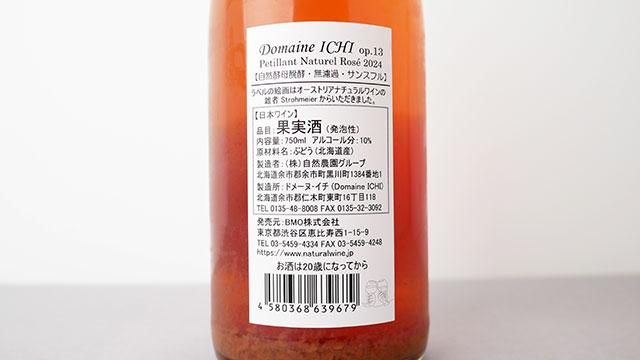 Domaine ICHI op.13
Petillant Naturel Rosé 2024
【自然酵母醗酵・無濾過・サンスフル】
ラベルの絵画はオーストリアナチュラルワインの
雄者 Strohmeier からいただきました。
【日本ワイン】
品目:果実酒（発泡性）
内容量:750ml アルコール分:10%
原材料名:ぶどう（北海道産）
製造者:（株）自然農園グループ
北海道余市郡余市町黒川町1384番地1
製造所:ドメーヌ・イチ（Domaine ICHI）
北海道余市郡仁木町東町16丁目118
TEL 0135-48-8008 FAX 0135-32-3092
発売元:BMO株式会社
東京都渋谷区恵比寿西1-15-9
TEL 03-5459-4334 FAX 03-5459-4248
https://www.naturalwine.jp
お酒は20歳になってから
4 580368 639679